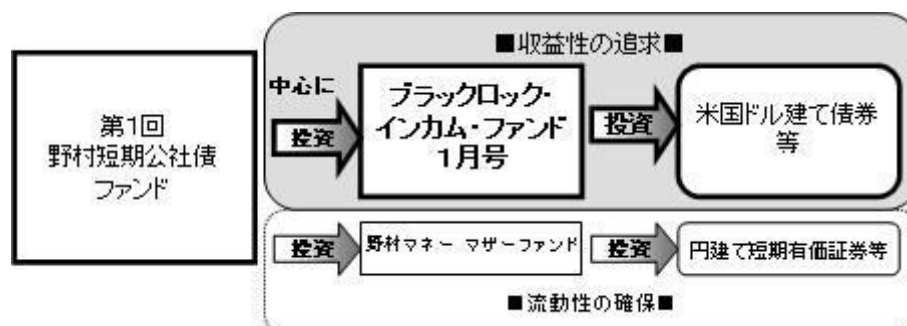 ■収益性の追求■
第1回
野村短期公社債
ファンド
中心に
投資
ブラックロック・
インカム・ファンド
1月号
投資
米国ドル建て債券
等
投資
野村マネー マザーファンド
投資
円建て短期有価証券等
■流動性の確保■